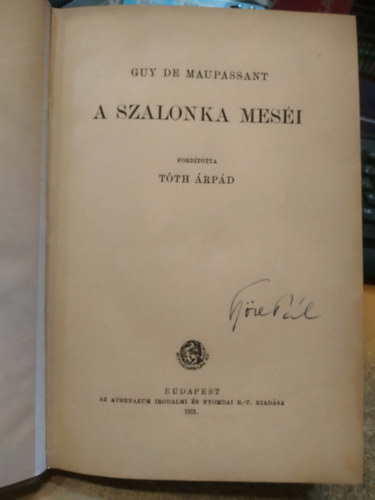 GUY DE MAUPASSANT
A SZALONKA MESÉI
FORDÍTOTTA
TÓTH ÁRPÁD
BUDAPEST
AZ ATHENAEUM IRODALMI ÉS NYOMDAI R.-T. KIADÁSA